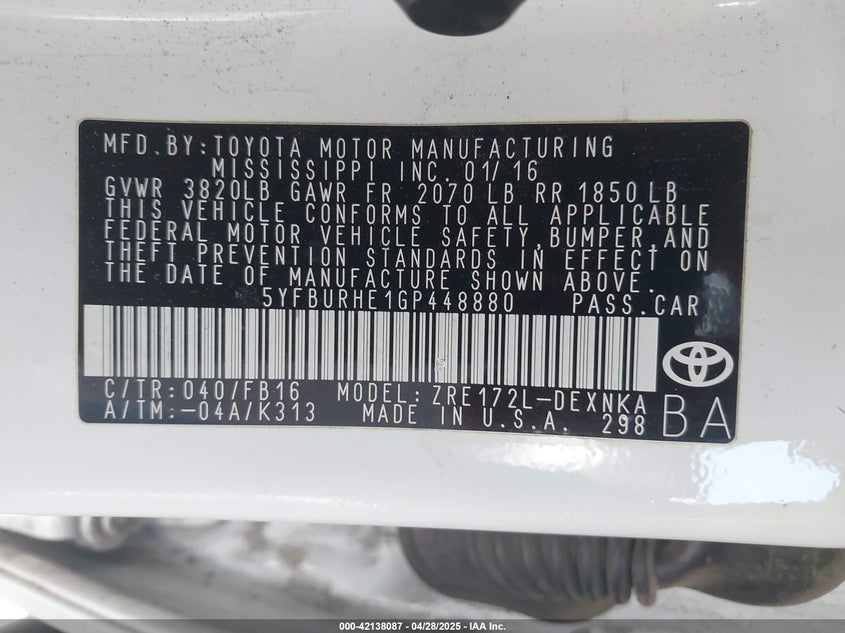 MFD.BY:TOYOTA MOTOR MANUFACTURING
MISSISSIPPI INC.01/16
GVWR 3820LB GAWR FR 2070 LB RR 1850 LB
THIS VEHICLE CONFORMS TO ALL APPLICABLE
FEDERAL MOTOR VEHICLE SAFETY,BUMPER,AND
THEFT PREVENTION STANDARDS IN EFFECT ON
THE DATE OF MANUFACTURE SHOWN ABOVE.
5YFBURHE1GP448880 PASS.CAR
C/TR:040/FB16 MODEL:ZRE172L-DEXNKA
A/TM:-04A/K313 MADE IN U.S.A. 298 BA
000-42138087 | 04/28/2025 - IAA Inc.